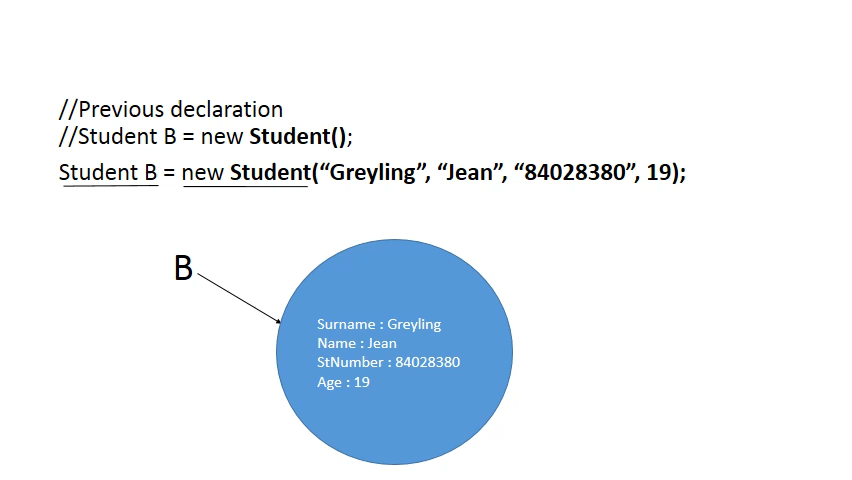 //Previous declaration
//Student B = new Student();
Student B = new Student(“Greyling”, “Jean”, “84028380”, 19);
B
Surname : Greyling
Name : Jean
StNumber : 84028380
Age : 19